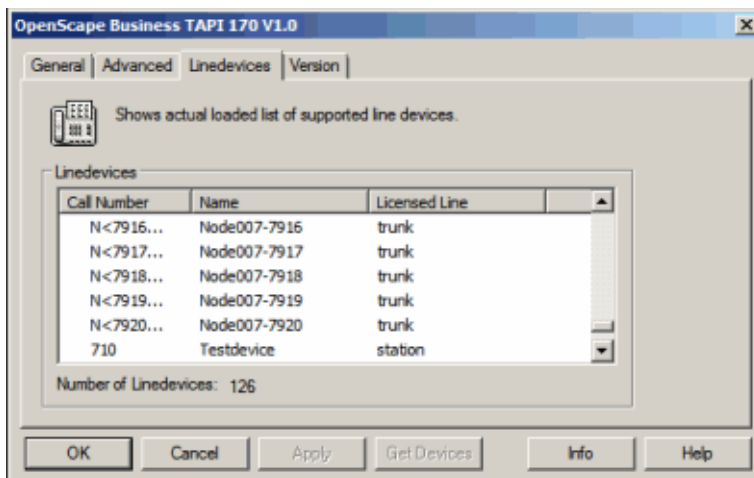 OpenScape Business TAPI 170 V1.0
General Advanced Linedevices Version
Shows actual loaded list of supported line devices.
Linedevices
Call Number Name Licensed Line
N<7916... Node007-7916 trunk
N<7917... Node007-7917 trunk
N<7918... Node007-7918 trunk
N<7919... Node007-7919 trunk
N<7920... Node007-7920 trunk
710 Testdevice station
Number of Linedevices: 126
OK Cancel Apply Get Devices Info Help